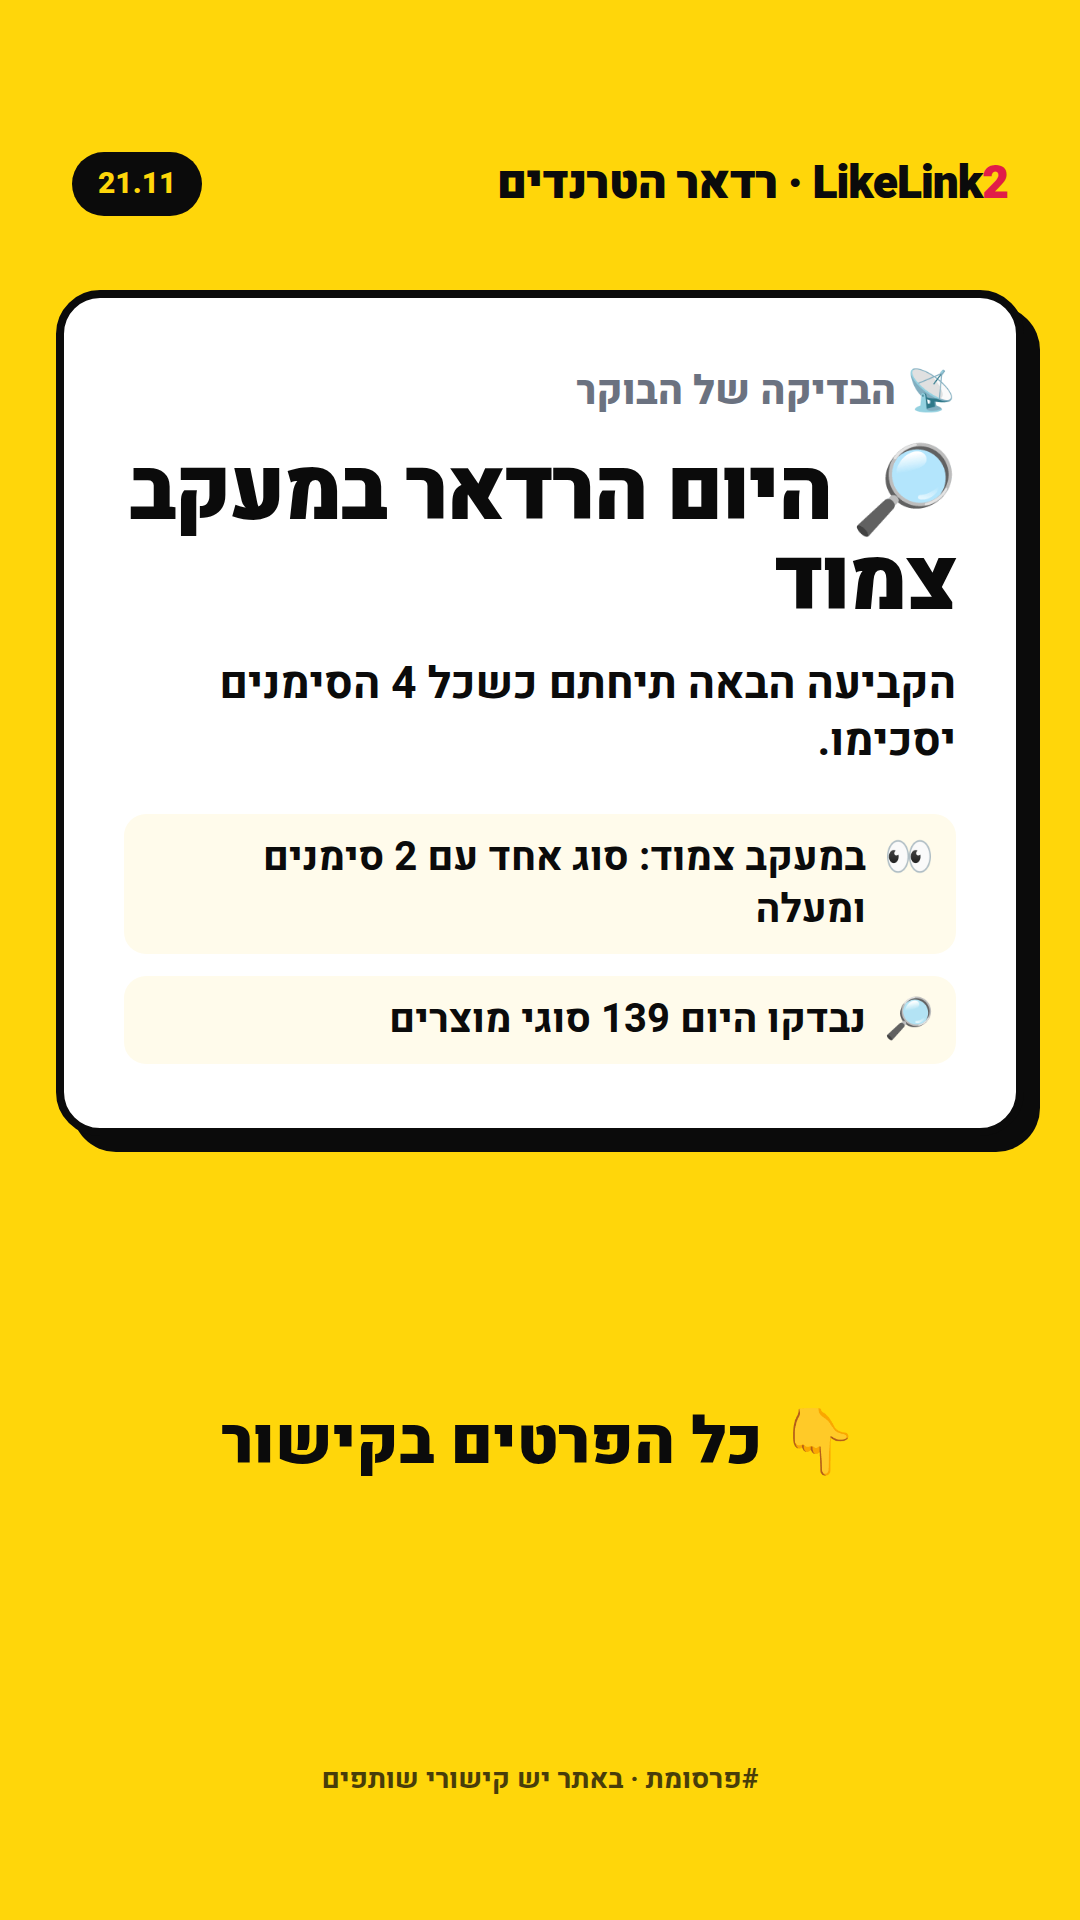 LikeLink2 · רדאר הטרנדים
21.11
📡 הבדיקה של הבוקר
🔎 היום הרדאר במעקב
צמוד
הקביעה הבאה תיחתם כשכל 4 הסימנים
יסכימו.
👀 במעקב צמוד: סוג אחד עם 2 סימנים
ומעלה
🔎 נבדקו היום 139 סוגי מוצרים
👇 כל הפרטים בקישור
#פרסומת · באתר יש קישורי שותפים